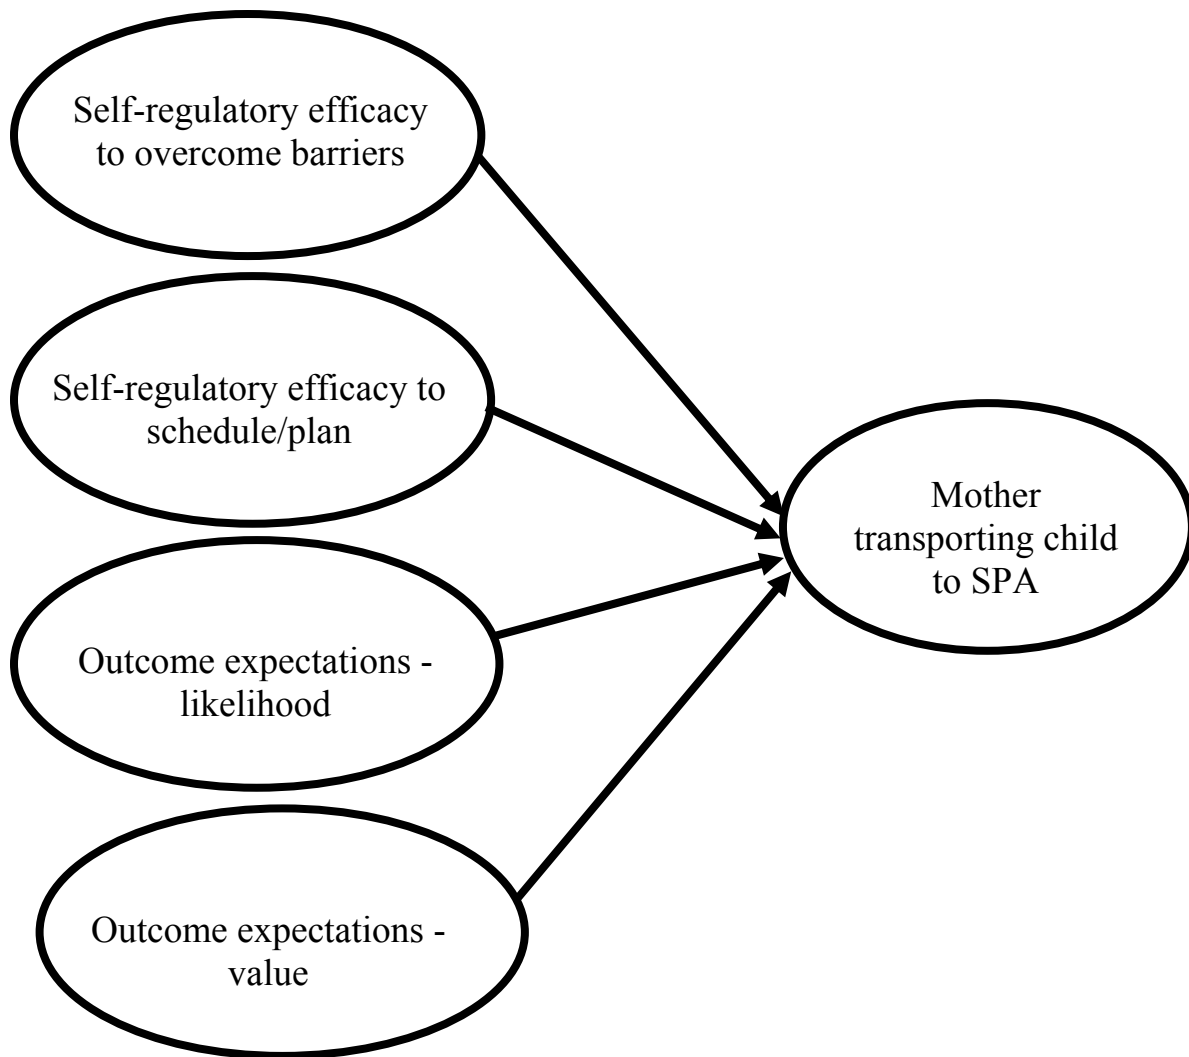 Self-regulatory efficacy
to overcome barriers
Self-regulatory efficacy to
schedule/plan
Mother
transporting child
to SPA
Outcome expectations -
likelihood
Outcome expectations -
value